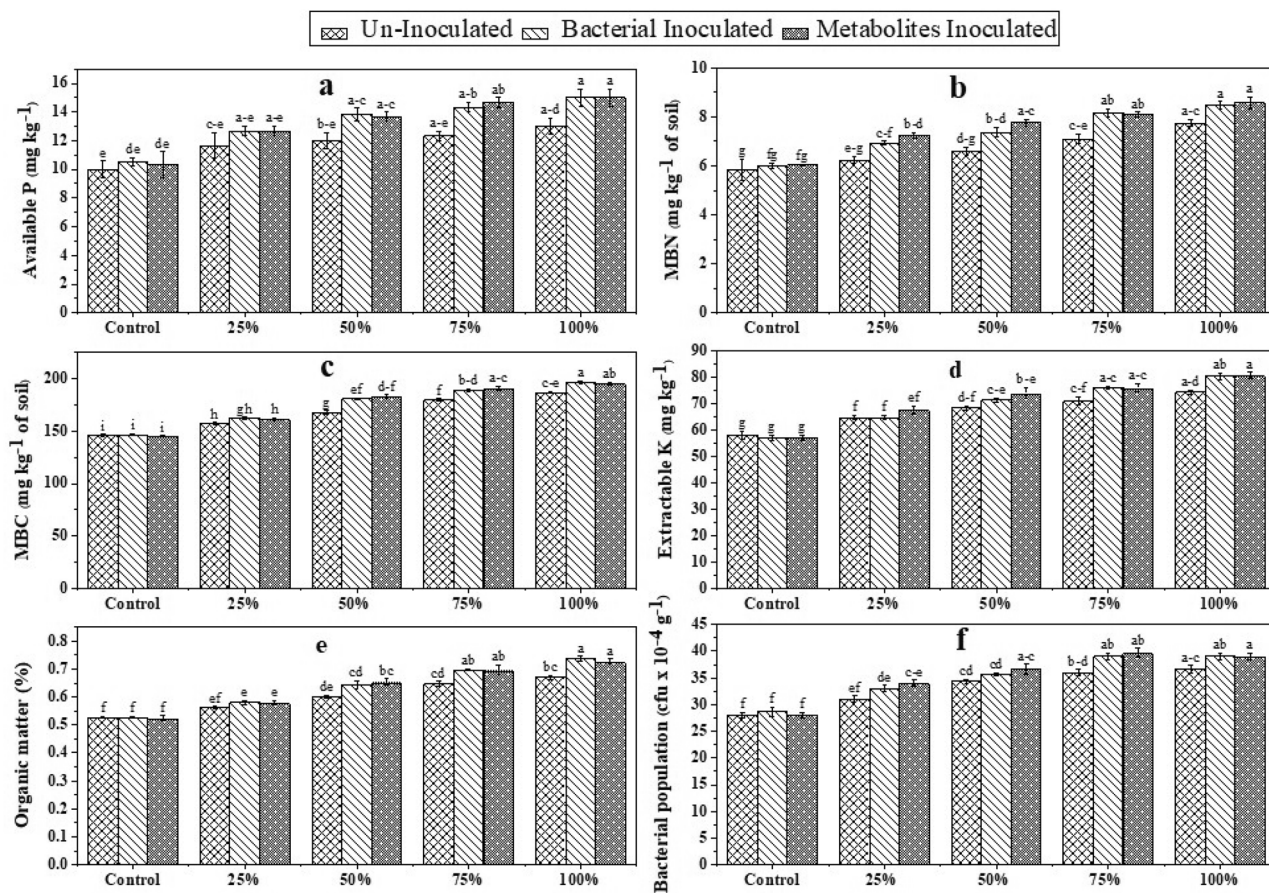 Un-Inoculated Bacterial Inoculated Metabolites Inoculated
a
Available P (mg kg⁻¹)
16
14
12
10
8
6
4
2
0
e de de
c-e a-e a-e
b-e a-c a-c
a-e a-b ab
a-d a a
Control 25% 50% 75% 100%
b
MBN (mg kg⁻¹ of soil)
10
8
6
4
2
0
g fg fg
e-g c-f b-d
d-g b-d a-c
c-e ab ab
a-c a a
Control 25% 50% 75% 100%
c
MBC (mg kg⁻¹ of soil)
200
150
100
50
0
i i i
h gh h
g ef d-f
f b-d a-c
c-e a ab
Control 25% 50% 75% 100%
d
Extractable K (mg kg⁻¹)
90
80
70
60
50
40
30
20
10
0
g g g
f f ef
d-f c-e b-e
c-f a-c a-c
a-d ab a
Control 25% 50% 75% 100%
e
Organic matter (%)
0.8
0.7
0.6
0.5
0.4
0.3
0.2
0.1
0.0
f f f
ef e e
de cd bc
cd ab ab
bc a a
Control 25% 50% 75% 100%
f
Bacterial population (cfu x 10⁻⁴ g⁻¹)
45
40
35
30
25
20
15
10
5
0
f f f
ef de c-e
cd cd a-c
b-d ab ab
a-c ab a
Control 25% 50% 75% 100%